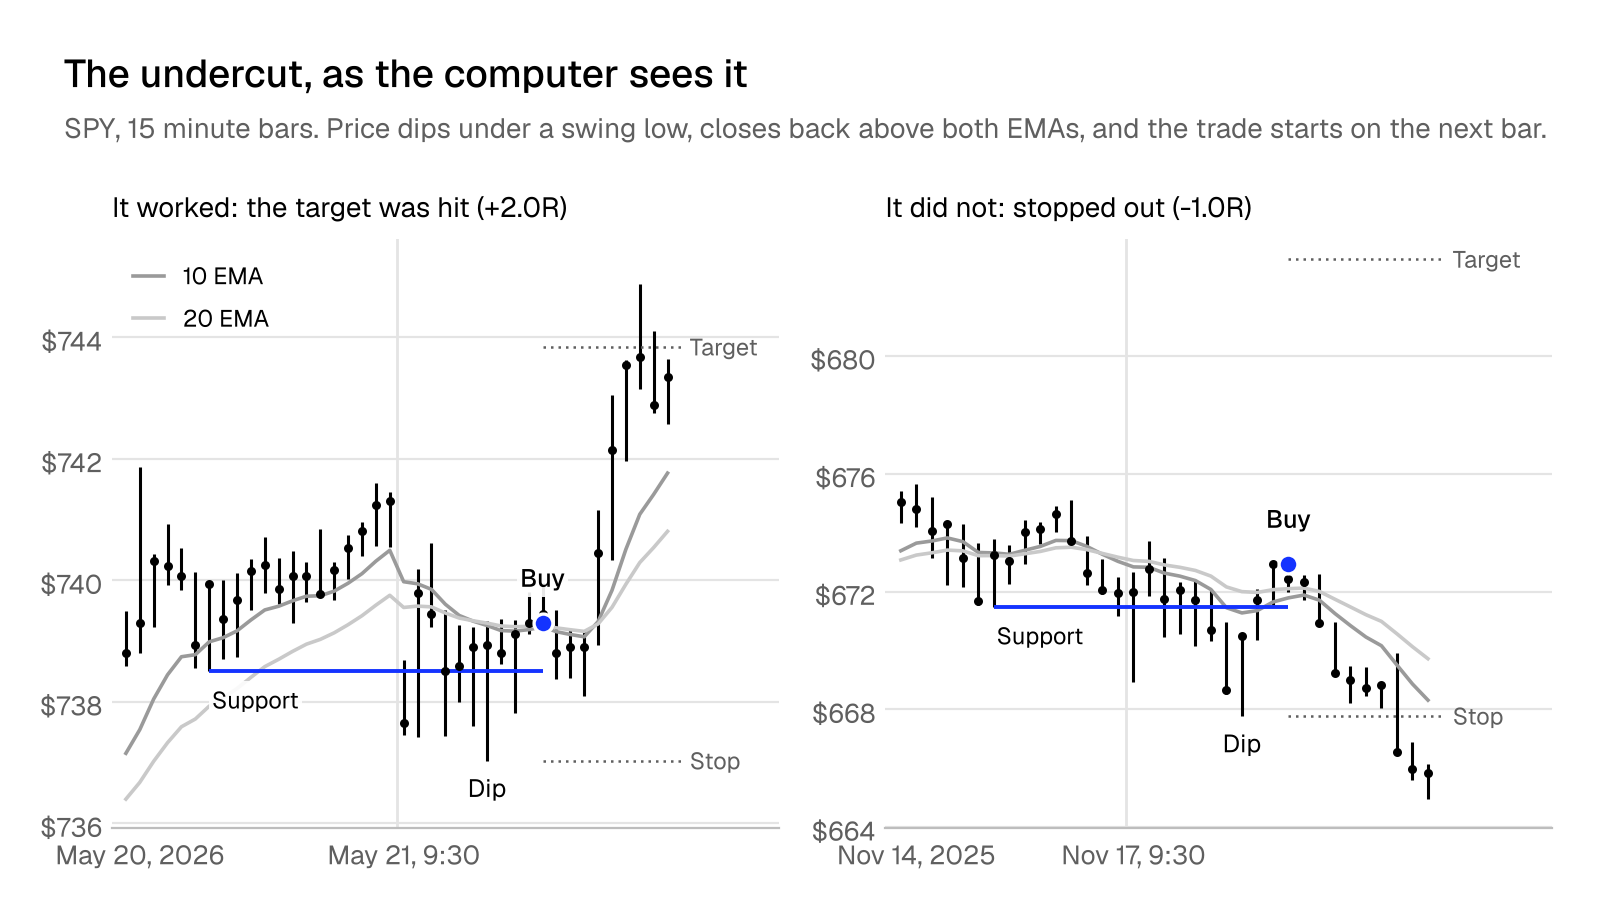 The undercut, as the computer sees it
SPY, 15 minute bars. Price dips under a swing low, closes back above both EMAs, and the trade starts on the next bar.
It worked: the target was hit (+2.0R)
10 EMA
20 EMA
$744
$742
$740
$738
$736
Target
Buy
Support
Stop
Dip
May 20, 2026
May 21, 9:30
It did not: stopped out (-1.0R)
Target
$680
$676
$672
$668
$664
Buy
Support
Stop
Dip
Nov 14, 2025
Nov 17, 9:30